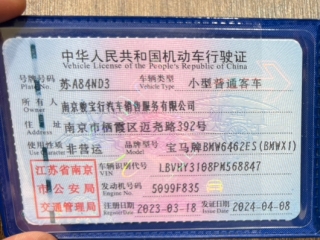 中华人民共和国机动车行驶证
Vehicle License of the People's Republic of China
号牌号码 苏A84ND3 车辆类型 小型普通客车
Plate No. Vehicle Type
所有人 南京敏宝行汽车销售服务有限公司
Owner
住址 南京市栖霞区迈尧路392号
Address
使用性质 非营运 品牌型号 宝马牌BMW6462ES(BMWX1)
Use Character Model
江苏省南京市公安局交通管理局
车辆识别代号 LBVMY3108PMS68847
VIN
发动机号码 5099F835
Engine No.
注册日期 2023-03-18 发证日期 2024-04-08
Register Date Issue Date